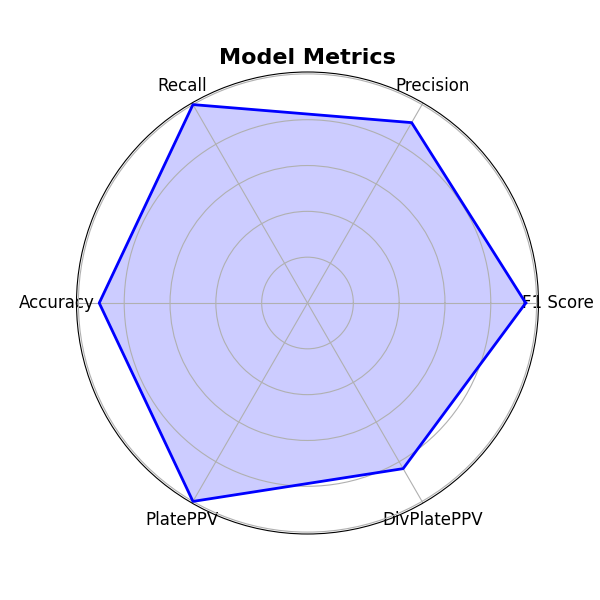 Model Metrics
Recall
Precision
Accuracy
F1 Score
PlatePPV
DivPlatePPV